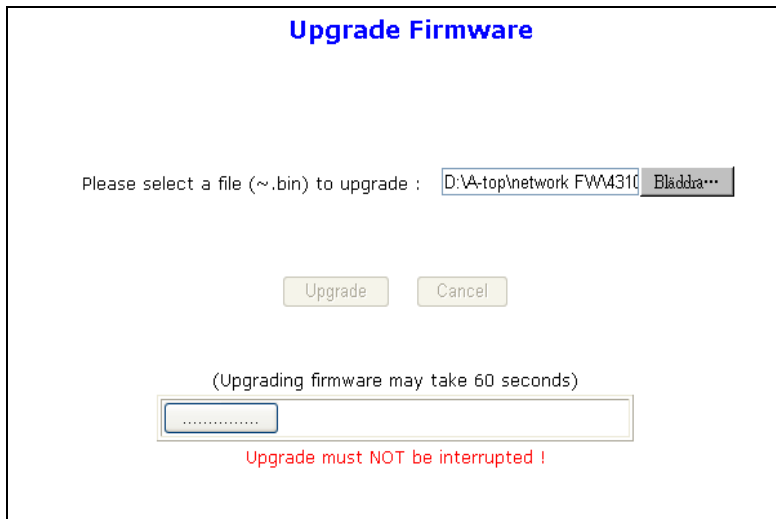 Upgrade Firmware
Please select a file (~.bin) to upgrade : D:\A-top\network FW\4310 Bläddra...
Upgrade Cancel
(Upgrading firmware may take 60 seconds)
...............
Upgrade must NOT be interrupted !